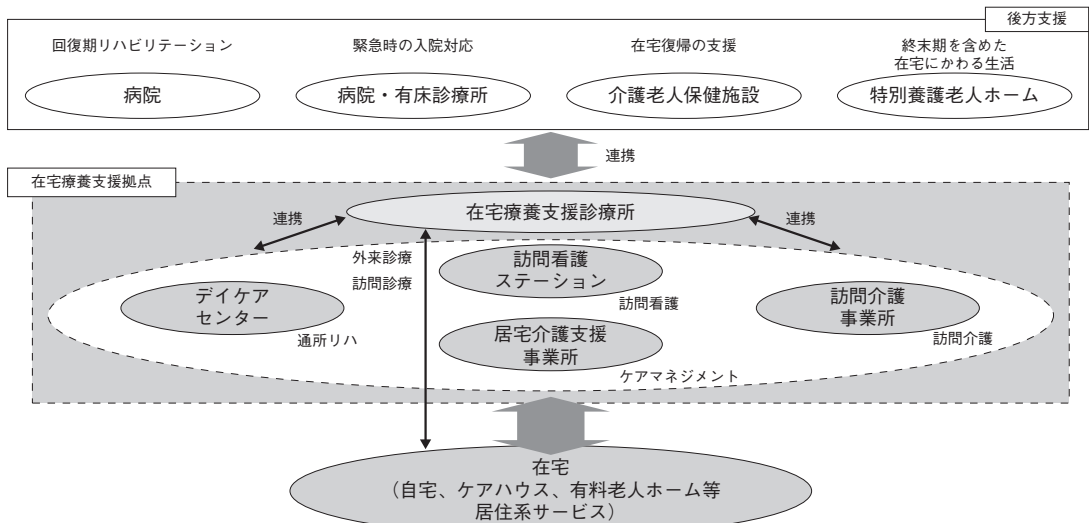 後方支援
回復期リハビリテーション
病院
緊急時の入院対応
病院・有床診療所
在宅復帰の支援
介護老人保健施設
終末期を含めた
在宅にかわる生活
特別養護老人ホーム
連携
在宅療養支援拠点
在宅療養支援診療所
連携
連携
外来診療
訪問診療
訪問看護
ステーション
訪問看護
デイケア
センター
通所リハ
居宅介護支援
事業所
ケアマネジメント
訪問介護
事業所
訪問介護
在宅
（自宅、ケアハウス、有料老人ホーム等
居住系サービス）